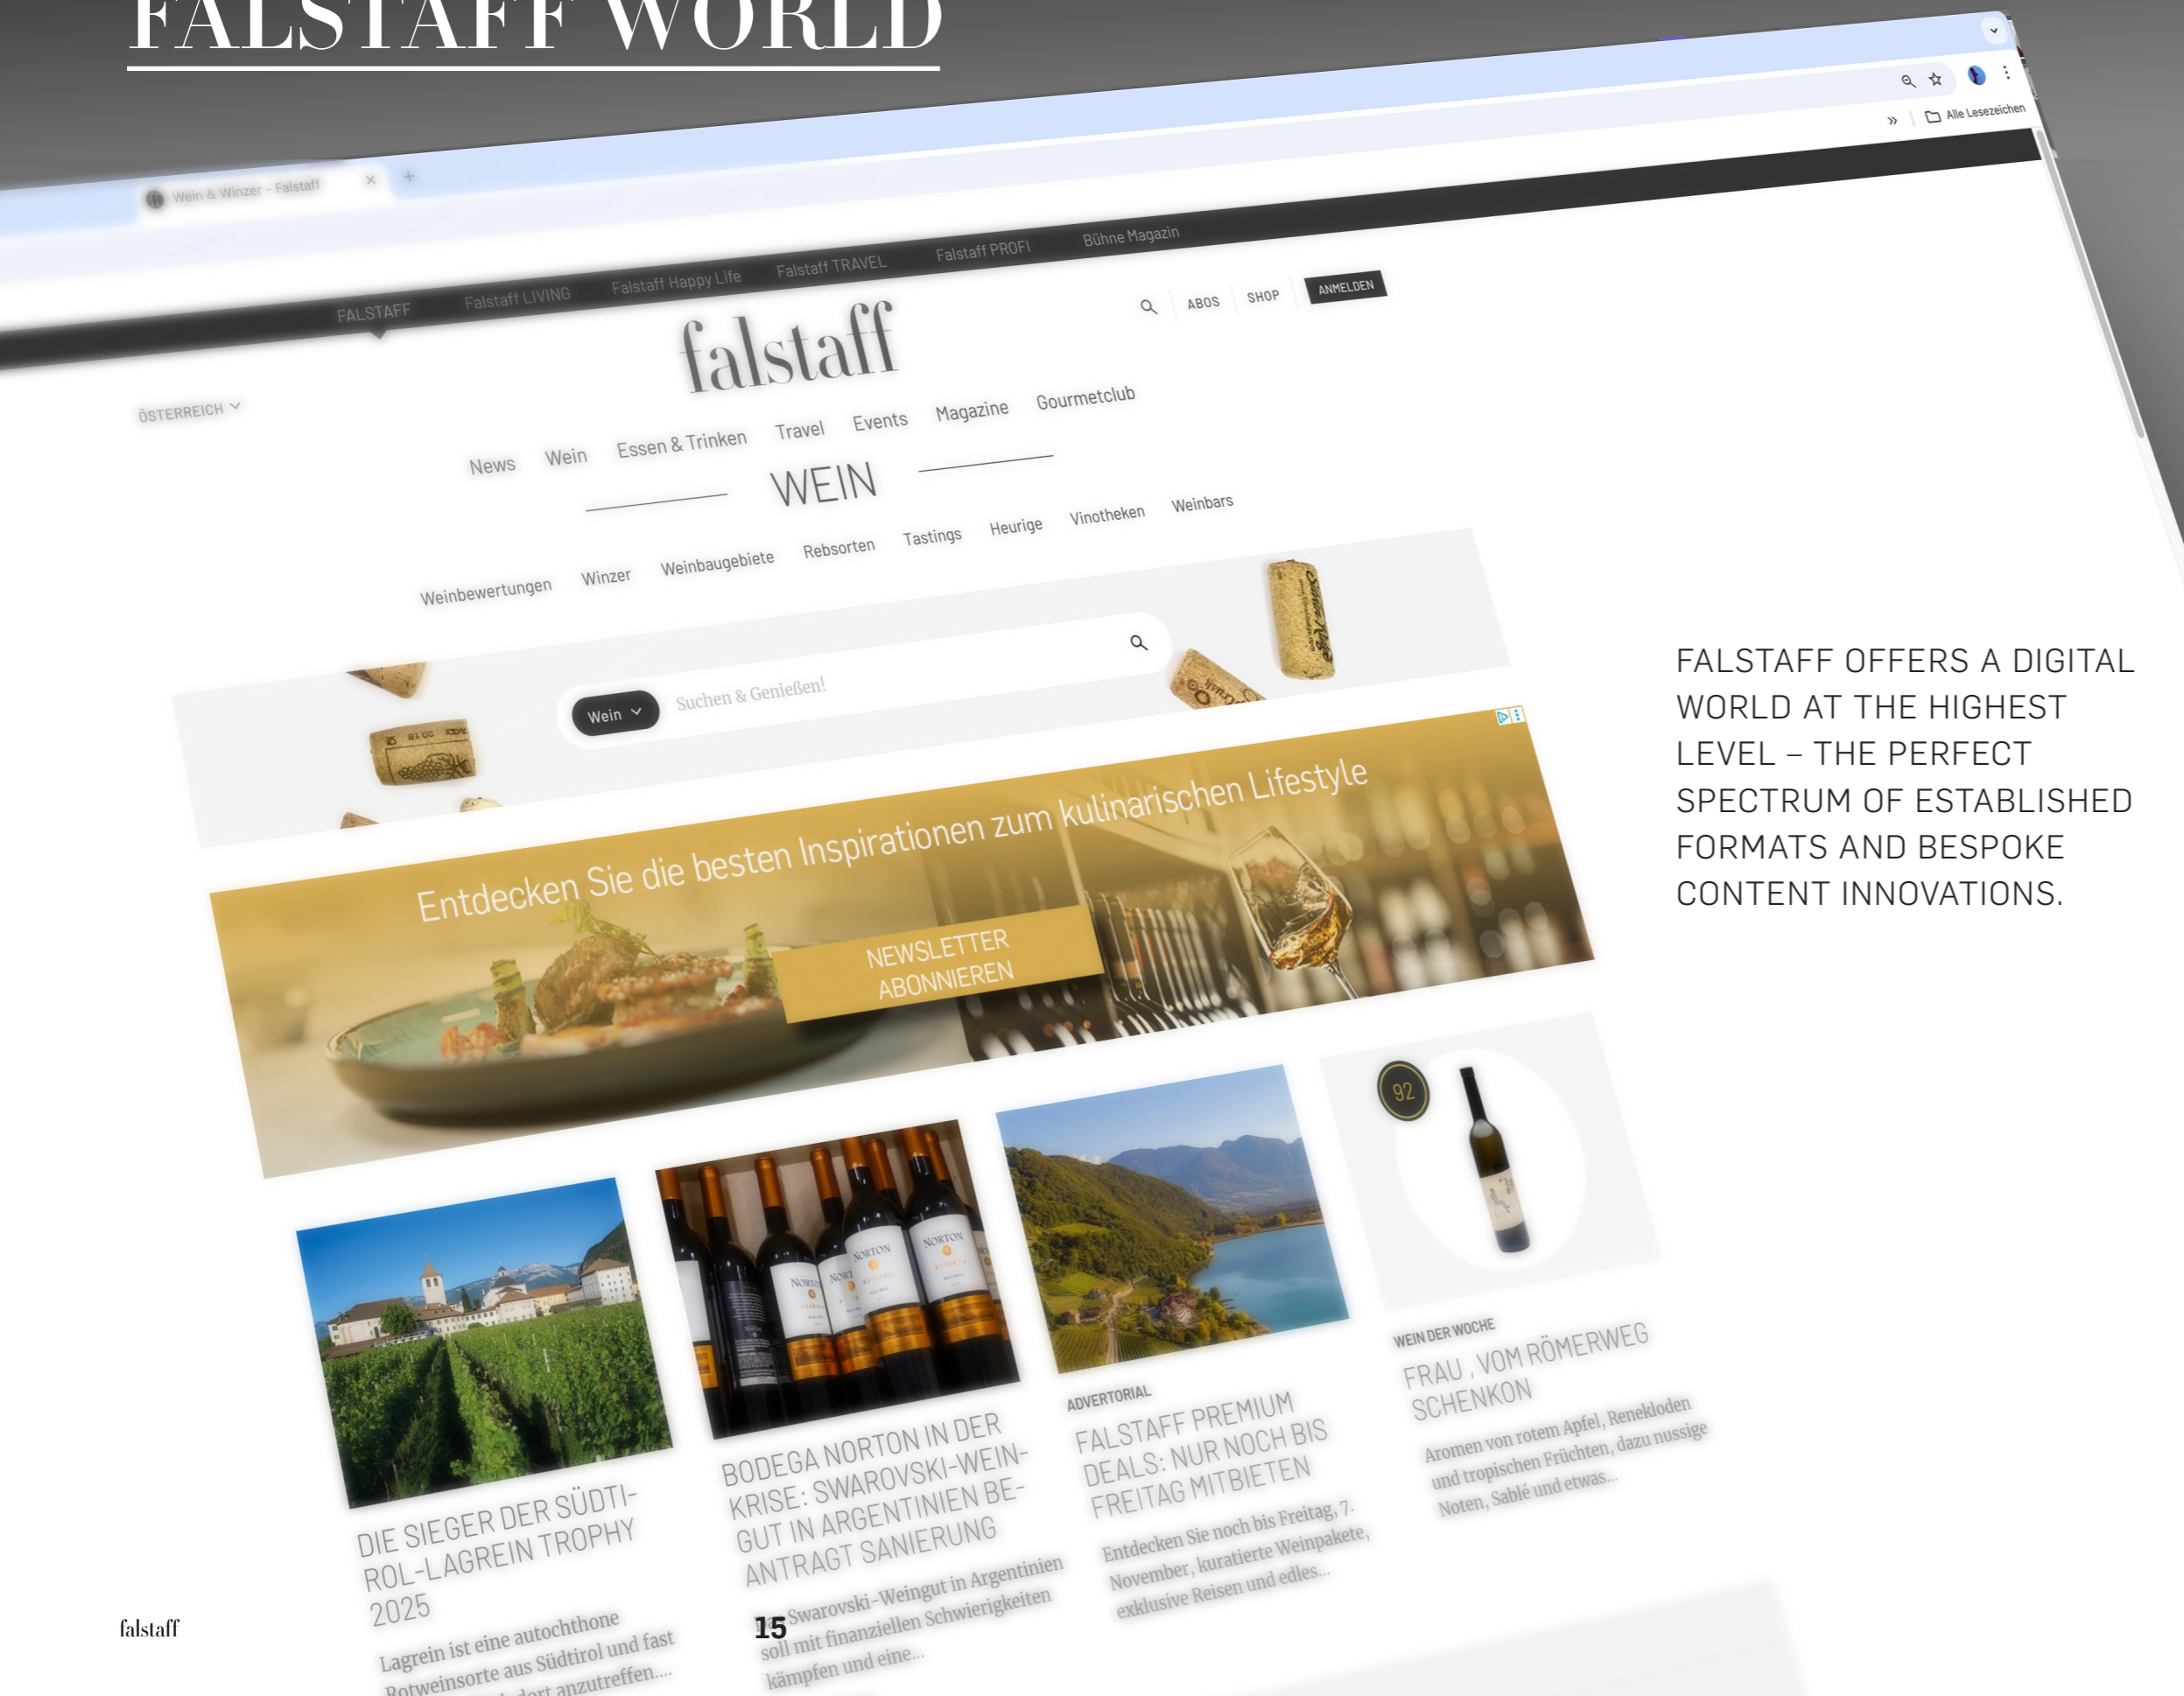 FALSTAFF WORLD
Alle Lesezeichen
Wein & Winzer - Falstaff
FALSTAFF Falstaff LIVING Falstaff Happy Life Falstaff TRAVEL Falstaff PROFI Bühne Magazin
falstaff
ABOS SHOP ANMELDEN
ÖSTERREICH
News Wein Essen & Trinken Travel Events Magazine Gourmetclub
WEIN
Weinbewertungen Winzer Weinbaugebiete Rebsorten Tastings Heurige Vinotheken Weinbars
Wein Suchen & Genießen!
Entdecken Sie die besten Inspirationen zum kulinarischen Lifestyle
NEWSLETTER
ABONNIEREN
FALSTAFF OFFERS A DIGITAL
WORLD AT THE HIGHEST
LEVEL – THE PERFECT
SPECTRUM OF ESTABLISHED
FORMATS AND BESPOKE
CONTENT INNOVATIONS.
DIE SIEGER DER SÜDTI-
ROL-LAGREIN TROPHY
2025
Lagrein ist eine autochthone
Rotweinsorte aus Südtirol und fast
dort anzutreffen....
NORTON
NORTON
BODEGA NORTON IN DER
KRISE: SWAROVSKI-WEIN-
GUT IN ARGENTINIEN BE-
ANTRAGT SANIERUNG
Swarovski-Weingut in Argentinien
soll mit finanziellen Schwierigkeiten
kämpfen und eine...
ADVERTORIAL
FALSTAFF PREMIUM
DEALS: NUR NOCH BIS
FREITAG MITBIETEN
Entdecken Sie noch bis Freitag, 7.
November, kuratierte Weinpakete,
exklusive Reisen und edles...
92
WEIN DER WOCHE
FRAU , VOM RÖMERWEG
SCHENKON
Aromen von rotem Apfel, Renekloden
und tropischen Früchten, dazu nussige
Noten, Sablé und etwas...
falstaff
15